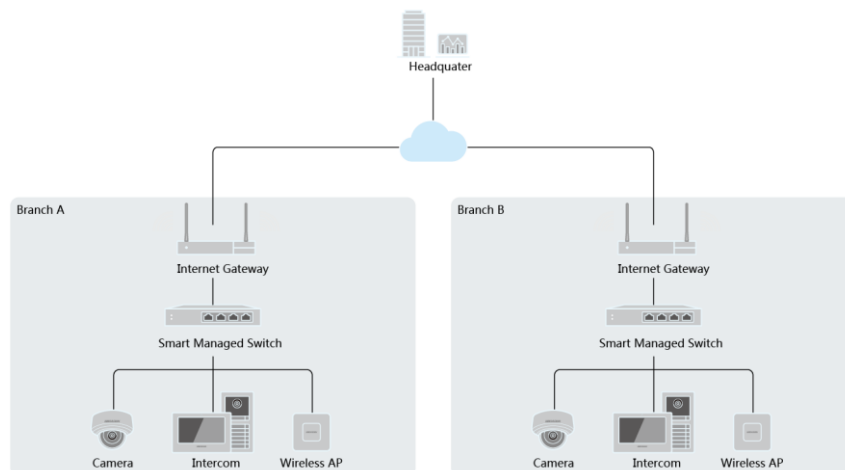 Headquater
Branch A
Branch B
Internet Gateway
Internet Gateway
Smart Managed Switch
Smart Managed Switch
Camera
Intercom
Wireless AP
Camera
Intercom
Wireless AP